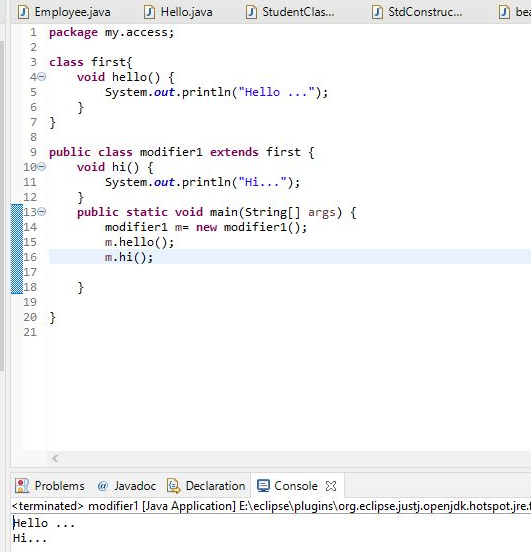 Employee.java Hello.java StudentClas... StdConstruc... bea
1 package my.access;
2
3 class first{
4 void hello() {
5 System.out.println("Hello ...");
6 }
7 }
8
9 public class modifier1 extends first {
10 void hi() {
11 System.out.println("Hi...");
12 }
13 public static void main(String[] args) {
14 modifier1 m= new modifier1();
15 m.hello();
16 m.hi();
17
18 }
19
20 }
21
Problems @ Javadoc Declaration Console
<terminated> modifier1 [Java Application] E:\eclipse\plugins\org.eclipse.justj.openjdk.hotspot.jre.f
Hello ...
Hi...